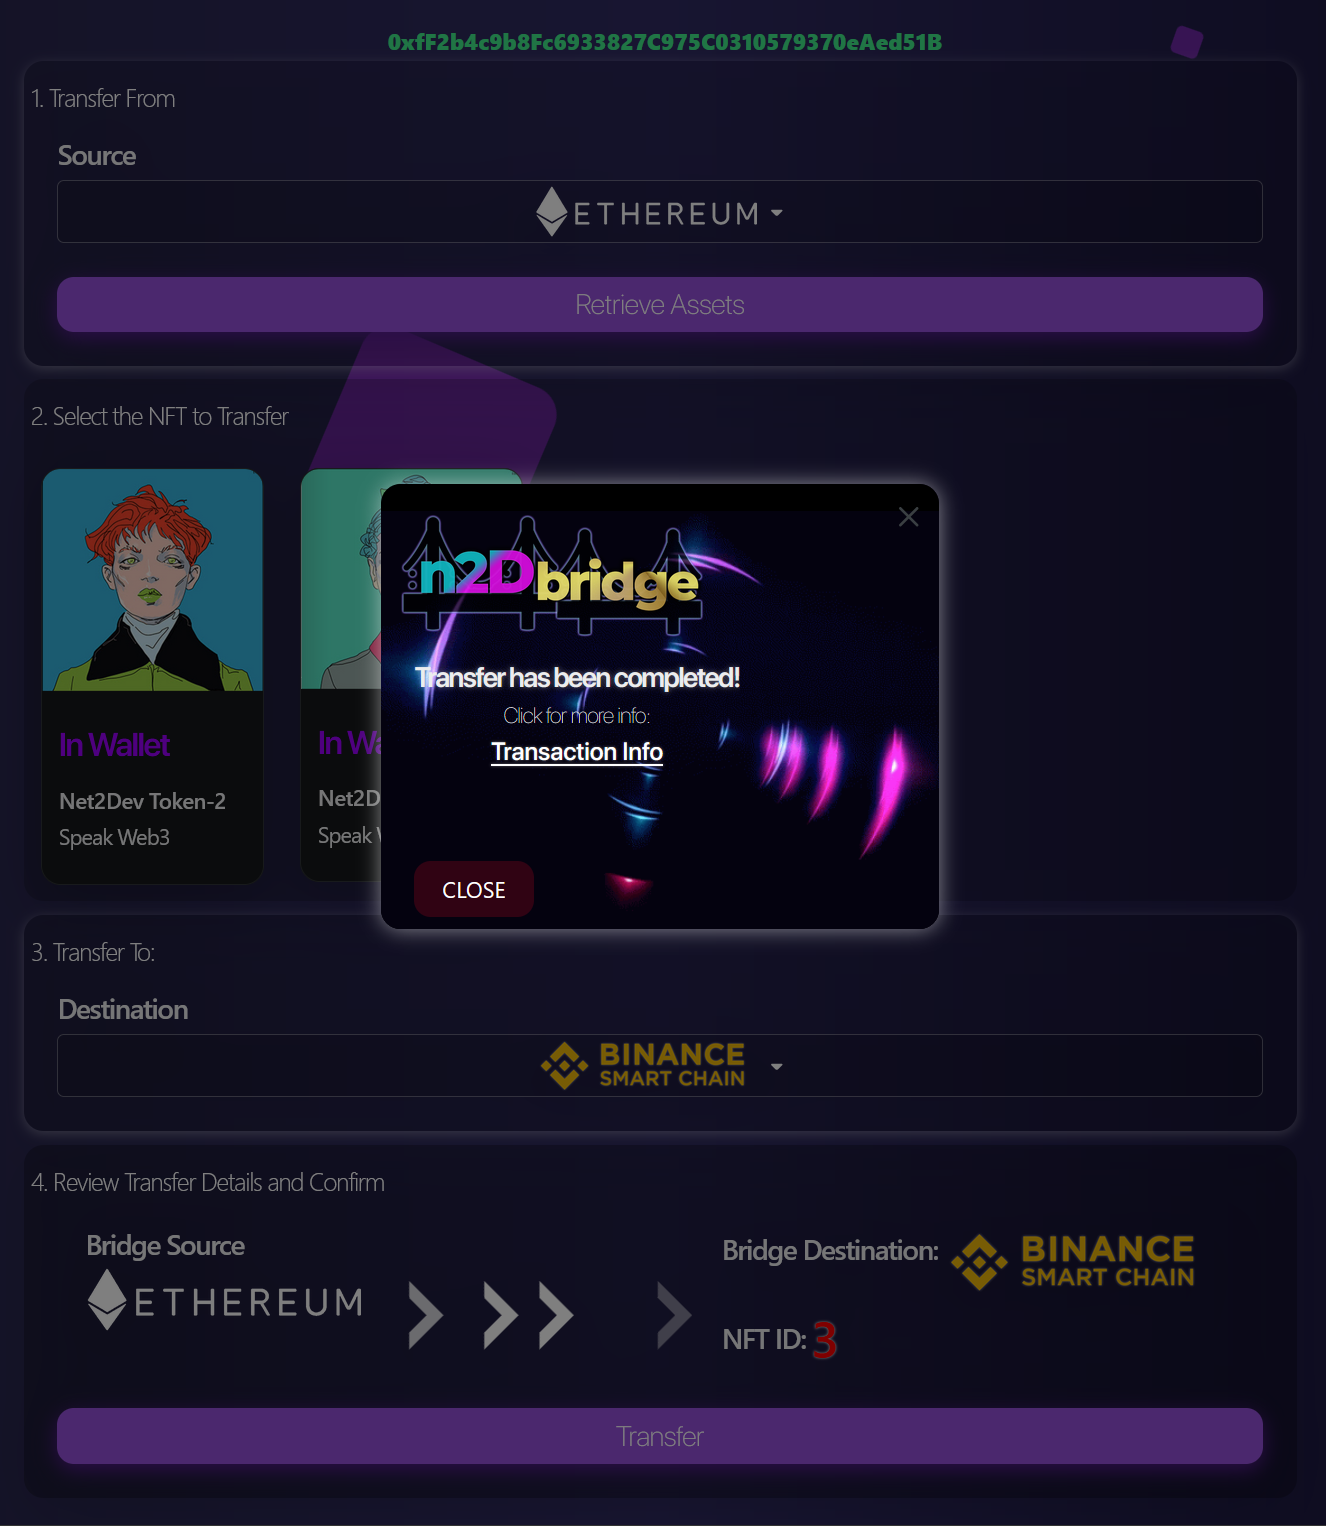 0xfF2b4c9b8Fc6933827C975C0310579370eAed51B
1. Transfer From
Source
ETHEREUM
Retrieve Assets
2. Select the NFT to Transfer
In Wallet
Net2Dev Token-2
Speak Web3
In Wa
Net2D
Speak
n2Dbridge
Transfer has been completed!
Click for more info:
Transaction Info
CLOSE
3. Transfer To:
Destination
BINANCE
SMART CHAIN
4. Review Transfer Details and Confirm
Bridge Source
ETHEREUM
Bridge Destination:
BINANCE
SMART CHAIN
NFT ID: 3
Transfer